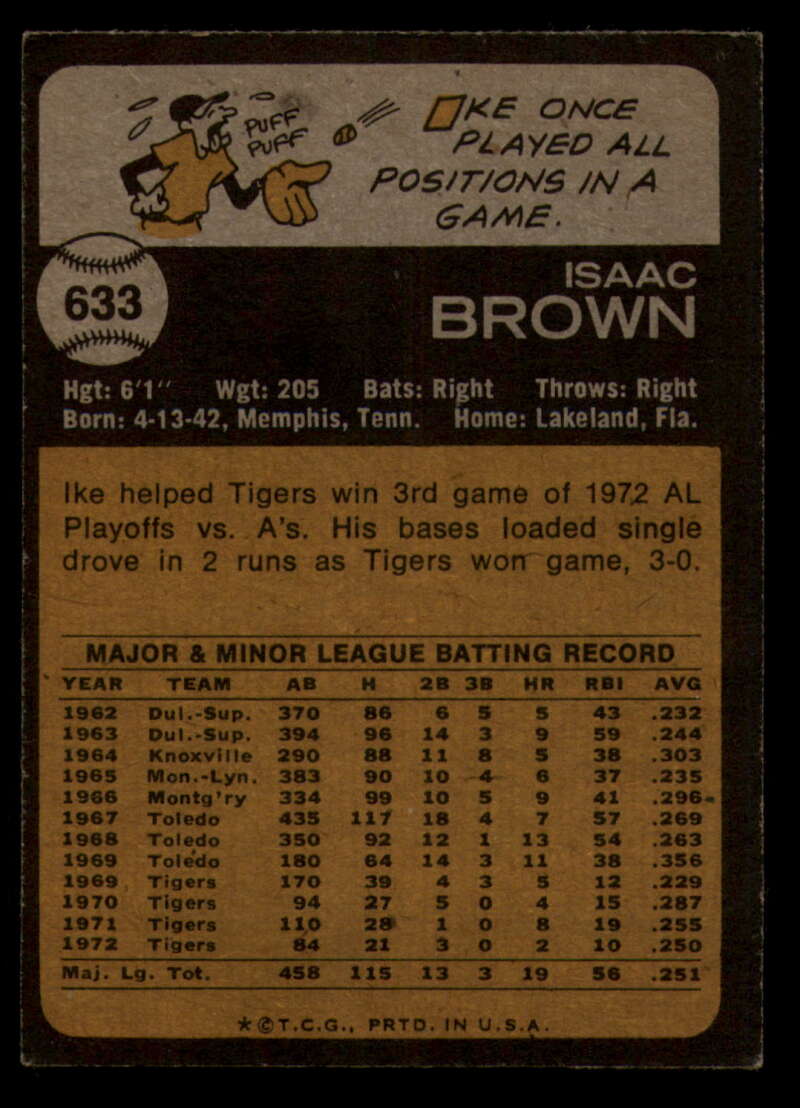 PUFF
PUFF
IKE ONCE
PLAYED ALL
POSITIONS IN A
GAME.
633
ISAAC
BROWN
Hgt: 6'1" Wgt: 205 Bats: Right Throws: Right
Born: 4-13-42, Memphis, Tenn. Home: Lakeland, Fla.
Ike helped Tigers win 3rd game of 1972 AL
Playoffs vs. A's. His bases loaded single
drove in 2 runs as Tigers won game, 3-0.
MAJOR & MINOR LEAGUE BATTING RECORD
YEAR TEAM AB H 2B 3B HR RBI AVG
1962 Dul.-Sup. 370 86 6 5 5 43 .232
1963 Dul.-Sup. 394 96 14 3 9 59 .244
1964 Knoxville 290 88 11 8 5 38 .303
1965 Mon.-Lyn. 383 90 10 4 6 37 .235
1966 Montg'ry 334 99 10 5 9 41 .296
1967 Toledo 435 117 18 4 7 57 .269
1968 Toledo 350 92 12 1 13 54 .263
1969 Toledo 180 64 14 3 11 38 .356
1969 Tigers 170 39 4 3 5 12 .229
1970 Tigers 94 27 5 0 4 15 .287
1971 Tigers 110 28 1 0 8 19 .255
1972 Tigers 84 21 3 0 2 10 .250
Maj. Lg. Tot. 458 115 13 3 19 56 .251
*©T.C.G., PRTD. IN U.S.A.